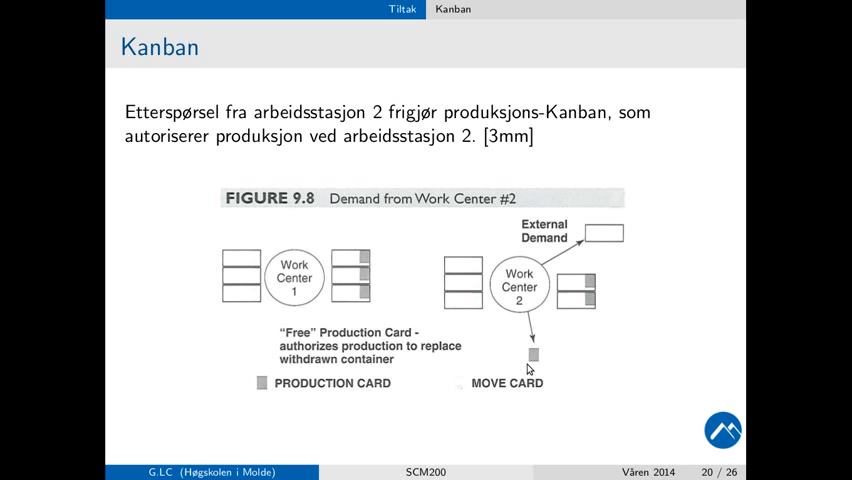 Tiltak Kanban
Kanban
Etterspørsel fra arbeidsstasjon 2 frigjør produksjons-Kanban, som
autoriserer produksjon ved arbeidsstasjon 2. [3mm]
FIGURE 9.8 Demand from Work Center #2
External
Demand
Work
Center
1
Work
Center
2
“Free” Production Card -
authorizes production to replace
withdrawn container
PRODUCTION CARD MOVE CARD
G.LC (Høgskolen i Molde) SCM200 Våren 2014 20 / 26